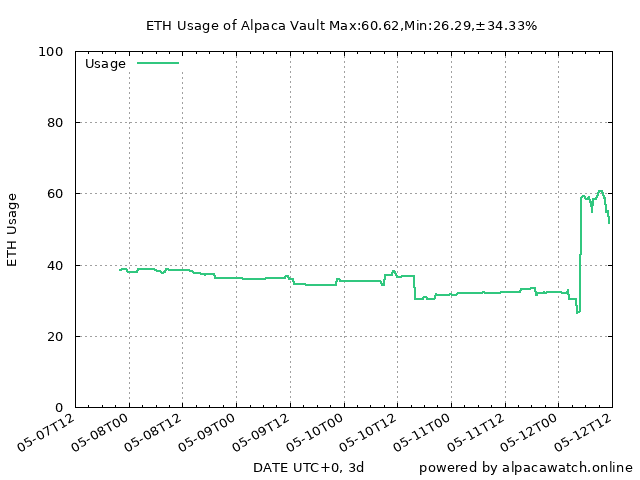 ETH Usage of Alpaca Vault Max:60.62,Min:26.29,±34.33%
Usage
100
80
60
40
20
0
ETH Usage
05-07T12
05-08T00
05-08T12
05-09T00
05-09T12
05-10T00
05-10T12
05-11T00
05-11T12
05-12T00
05-12T12
DATE UTC+0, 3d
powered by alpacawatch.online